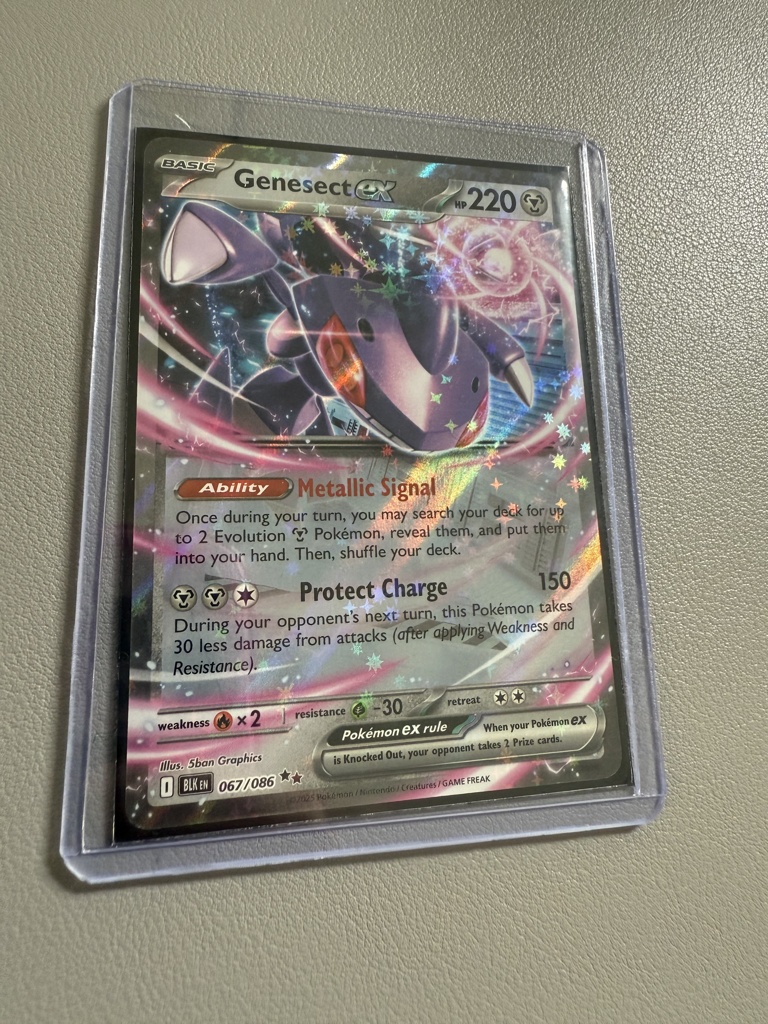 BASIC Genesect ex HP 220
Ability Metallic Signal
Once during your turn, you may search your deck for up
to 2 Evolution Pokémon, reveal them, and put them
into your hand. Then, shuffle your deck.
Protect Charge 150
During your opponent's next turn, this Pokémon takes
30 less damage from attacks (after applying Weakness and
Resistance).
weakness ×2 resistance -30 retreat
Pokémon ex rule When your Pokémon ex
is Knocked Out, your opponent takes 2 Prize cards.
Illus. 5ban Graphics
I BLK EN 067/086
©2025 Pokémon / Nintendo / Creatures / GAME FREAK